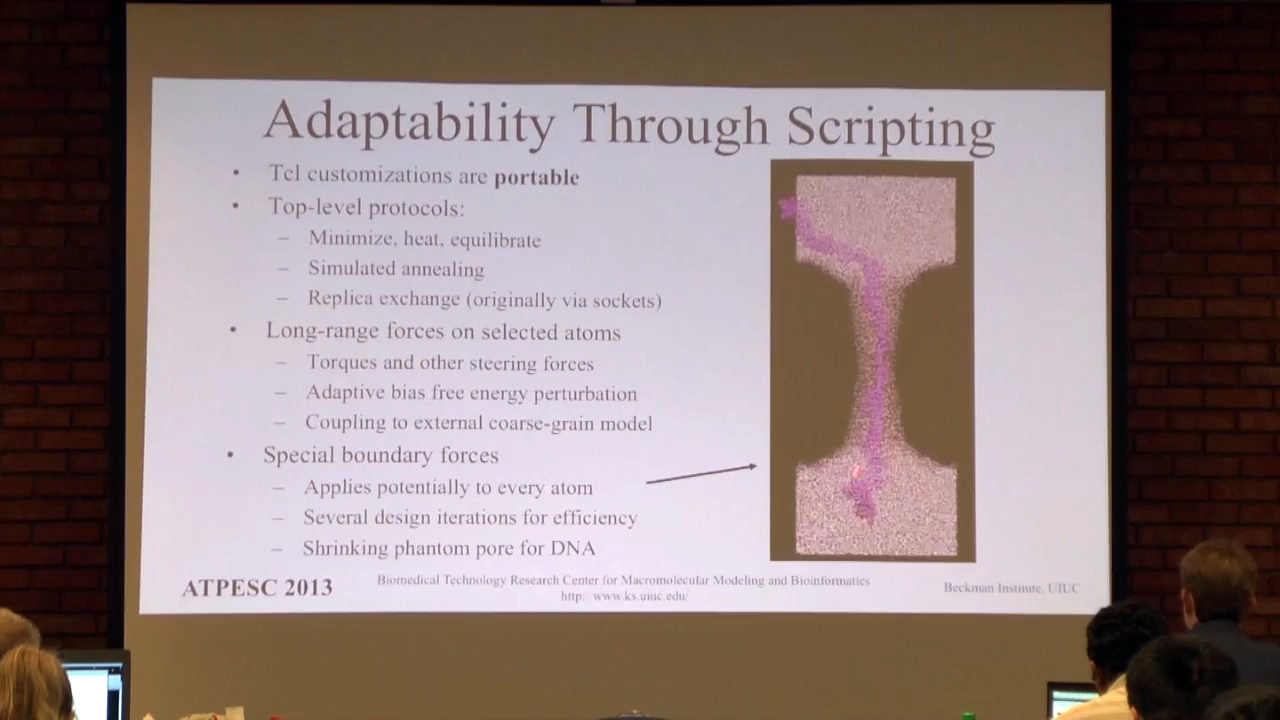 Adaptability Through Scripting
• Tcl customizations are portable
• Top-level protocols:
– Minimize, heat, equilibrate
– Simulated annealing
– Replica exchange (originally via sockets)
• Long-range forces on selected atoms
– Torques and other steering forces
– Adaptive bias free energy perturbation
– Coupling to external coarse-grain model
• Special boundary forces
– Applies potentially to every atom
– Several design iterations for efficiency
– Shrinking phantom pore for DNA
ATPESC 2013
Biomedical Technology Research Center for Macromolecular Modeling and Bioinformatics
http://www.ks.uiuc.edu/
Beckman Institute, UIUC